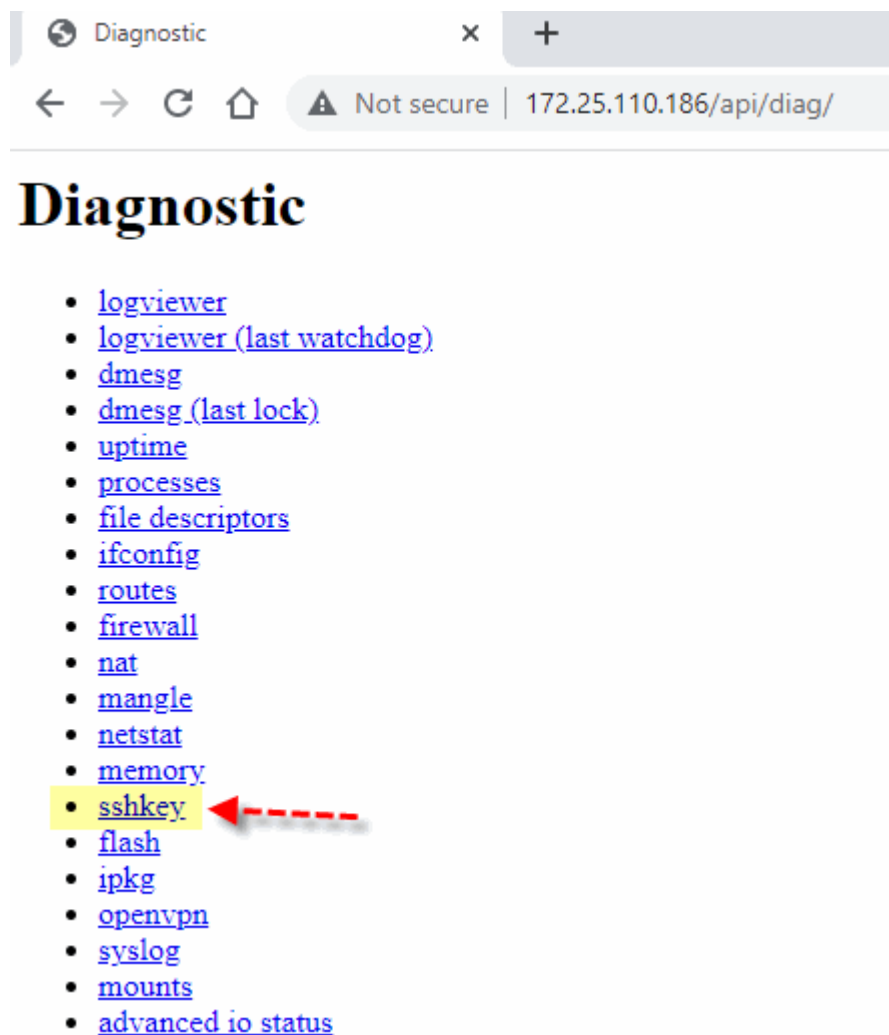 Diagnostic
Not secure | 172.25.110.186/api/diag/
Diagnostic
logviewer
logviewer (last watchdog)
dmesg
dmesg (last lock)
uptime
processes
file descriptors
ifconfig
routes
firewall
nat
mangle
netstat
memory
sshkey
flash
ipkg
openvpn
syslog
mounts
advanced io status